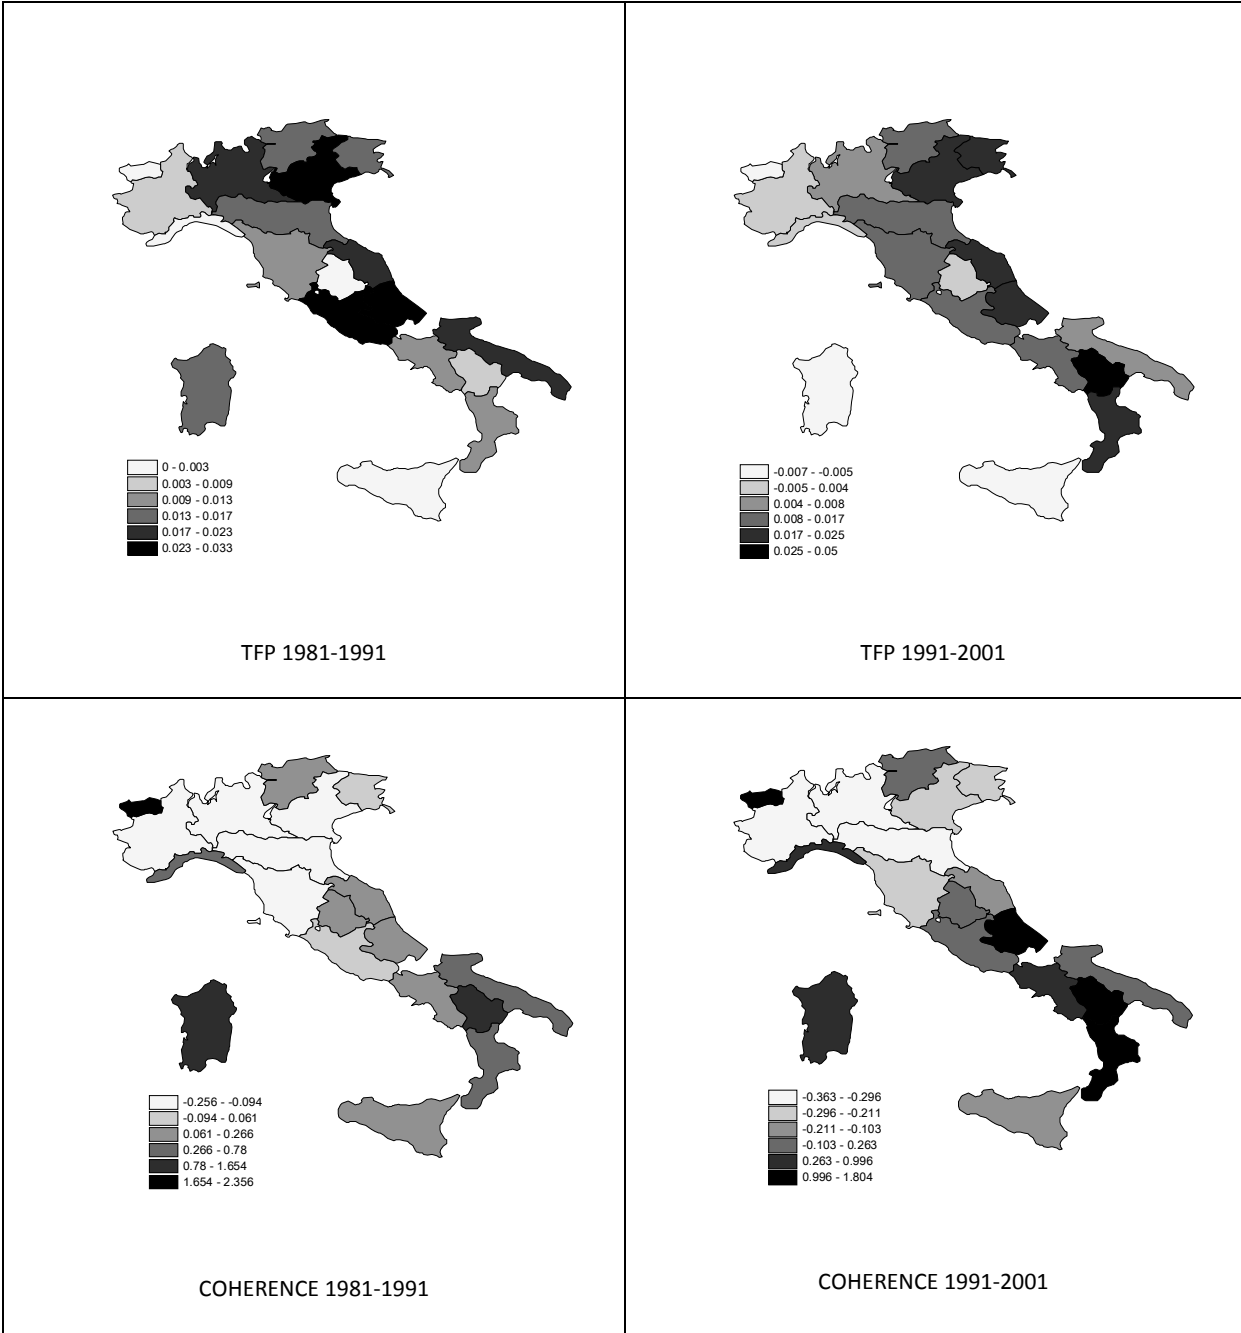 0 - 0.003
0.003 - 0.009
0.009 - 0.013
0.013 - 0.017
0.017 - 0.023
0.023 - 0.033
TFP 1981-1991
-0.007 - -0.005
-0.005 - 0.004
0.004 - 0.008
0.008 - 0.017
0.017 - 0.025
0.025 - 0.05
TFP 1991-2001
-0.256 - -0.094
-0.094 - 0.061
0.061 - 0.266
0.266 - 0.78
0.78 - 1.654
1.654 - 2.356
COHERENCE 1981-1991
-0.363 - -0.296
-0.296 - -0.211
-0.211 - -0.103
-0.103 - 0.263
0.263 - 0.996
0.996 - 1.804
COHERENCE 1991-2001